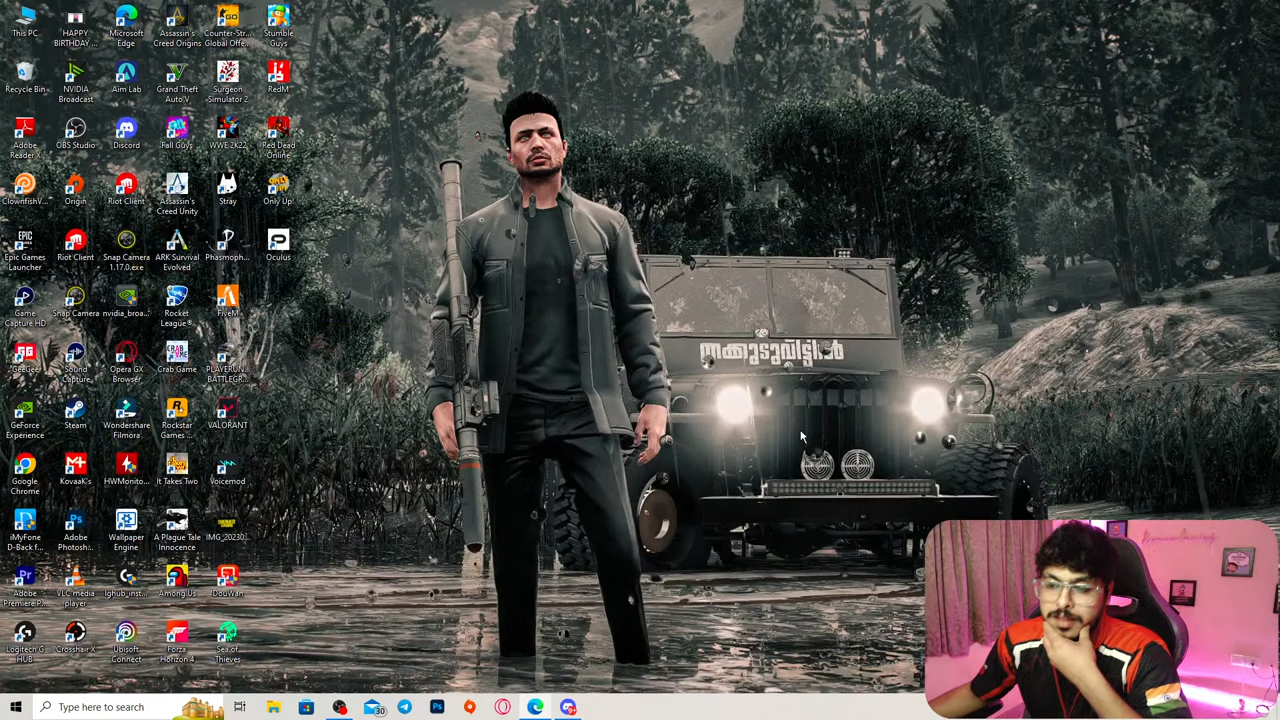 This PC
HAPPY BIRTHDAY ...
Microsoft Edge
Assassin's Creed Origins
Counter-Str... Global Offe...
Stumble Guys
Recycle Bin
NVIDIA Broadcast
Aim Lab
Grand Theft Auto V
Surgeon Simulator 2
RedM
Adobe Reader X
OBS Studio
Discord
Fall Guys
WWE 2K22
Red Dead Online
ClownfishV...
Origin
Riot Client
Assassin's Creed Unity
Stray
Only Up!
Epic Games Launcher
Riot Client
Snap Camera 1.17.0.exe
ARK Survival Evolved
Phasmoph...
Oculus
Game Capture HD
Snap Camera
nvidia_broa...
Rocket League®
FiveM
GeeGee
Sound Capture
Opera GX Browser
Crab Game
PLAYERUN... BATTLEGR...
തക്കുടുവിട്ടിൽ
GeForce Experience
Steam
Wondershare Filmora
Rockstar Games ...
VALORANT
Google Chrome
KovaaK's
HWMonito...
It Takes Two
Voicemod
iMyFone D-Back f...
Adobe Photosh...
Wallpaper Engine
A Plague Tale Innocence
IMG_20230...
Adobe Premiere P...
VLC media player
lghub_inst...
Among Us
DouWan
Logitech G HUB
Crosshair X
Ubisoft Connect
Forza Horizon 4
Sea of Thieves
Type here to search
30